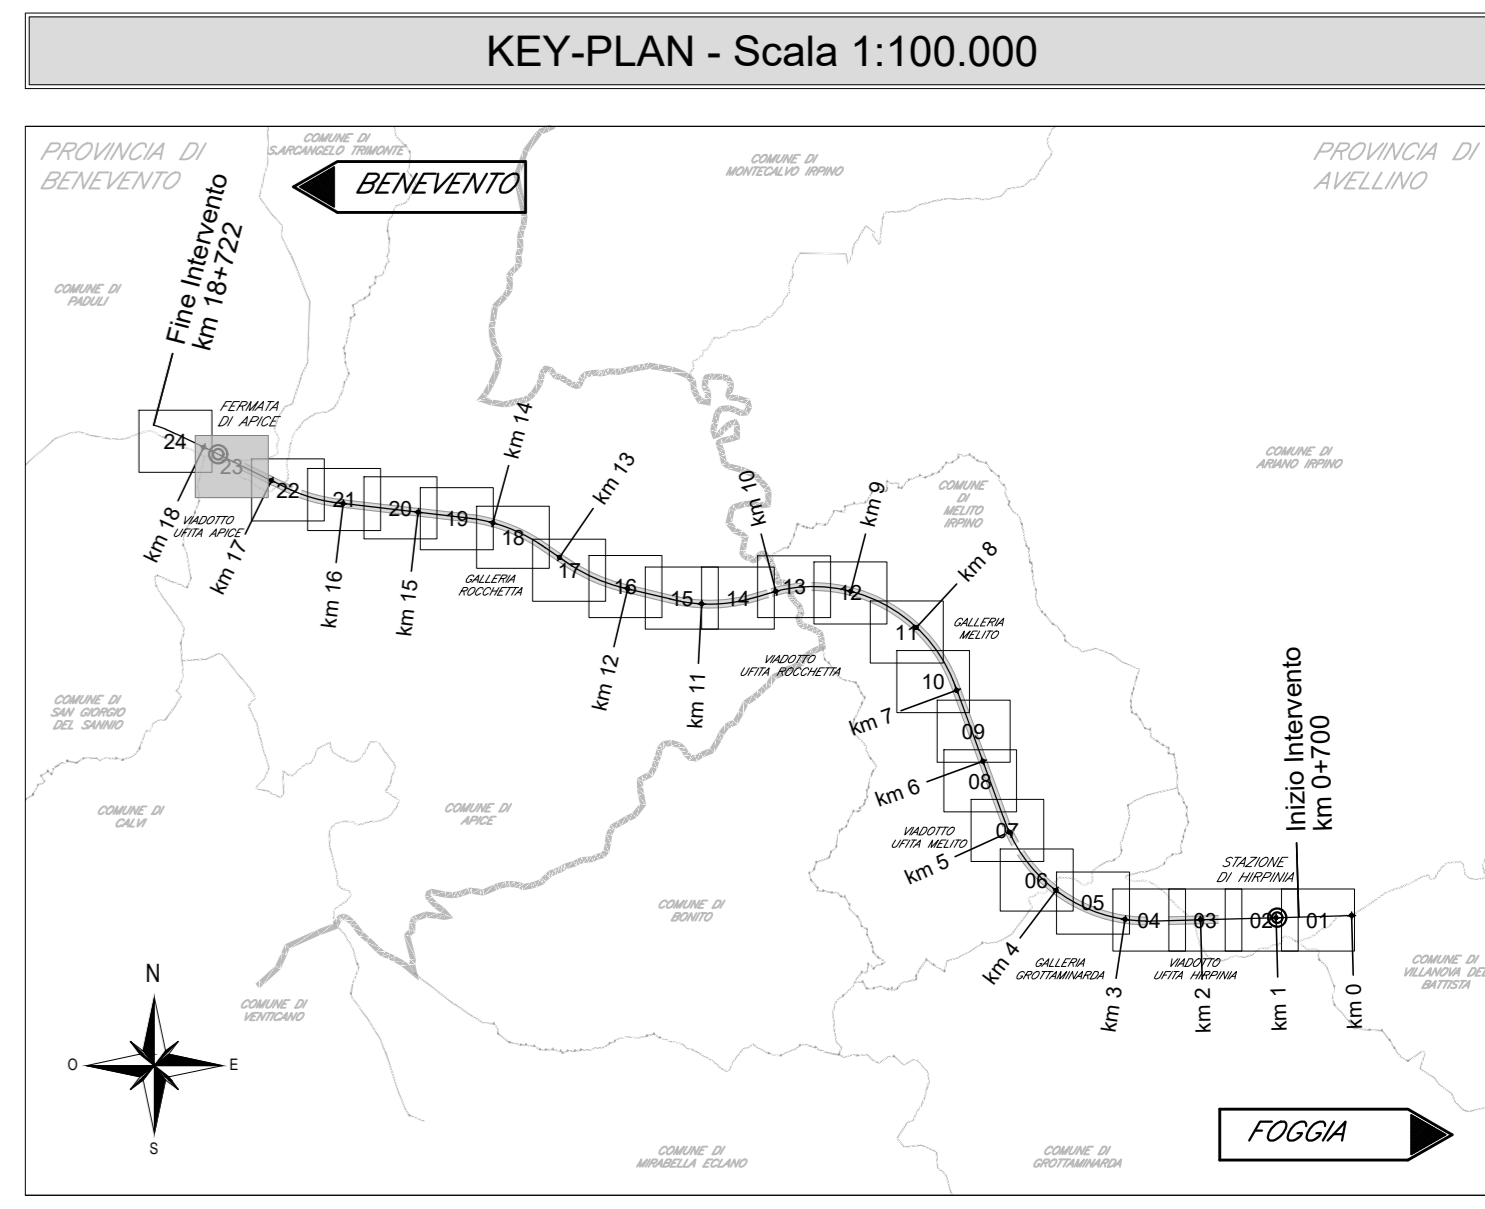 KEY-PLAN - Scala 1:100.000
PROVINCIA DI
BENEVENTO
COMUNE DI
S.ARCANGELO TRIMONTE
BENEVENTO
COMUNE DI
MONTECALVO IRPINO
PROVINCIA DI
AVELLINO
Fine Intervento
km 18+722
COMUNE DI
PADULI
FERMATA
DI APICE
24
23
22
21
20
19
18
17
16
15
14
13
12
11
10
09
08
07
06
05
04
03
02
01
km 18
km 17
km 16
km 15
km 14
km 13
km 12
km 11
km 10
km 9
km 8
km 7
km 6
km 5
km 4
km 3
km 2
km 1
km 0
VIADOTTO
UFITA APICE
GALLERIA
ROCCHETTA
VIADOTTO
UFITA ROCCHETTA
GALLERIA
MELITO
COMUNE
DI
MELITO
IRPINO
COMUNE DI
ARIANO IRPINO
COMUNE DI
SAN GIORGIO
DEL SANNIO
COMUNE DI
CALVI
COMUNE DI
APICE
VIADOTTO
UFITA MELITO
Inizio Intervento
km 0+700
STAZIONE
DI HIRPINIA
COMUNE DI
BONITO
GALLERIA
GROTTAMINARDA
VIADOTTO
UFITA HIRPINIA
COMUNE DI
VILLANOVA DEL
BATTISTA
COMUNE DI
VENTICANO
N
O
E
S
COMUNE DI
MIRABELLA ECLANO
COMUNE DI
GROTTAMINARDA
FOGGIA